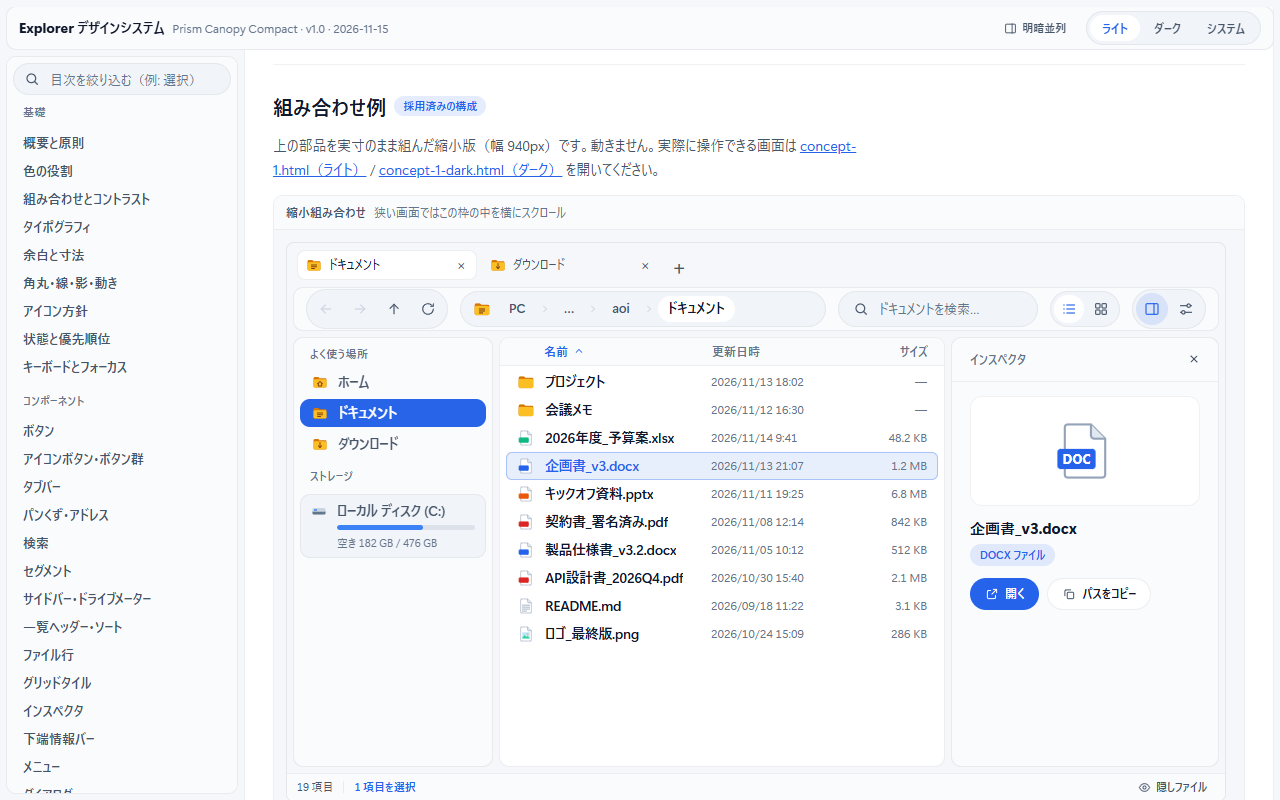 Explorer デザインシステム Prism Canopy Compact · v1.0 · 2026-11-15
明暗並列 ライト ダーク システム
目次を絞り込む（例: 選択）
基礎
概要と原則
色の役割
組み合わせとコントラスト
タイポグラフィ
余白と寸法
角丸・線・影・動き
アイコン方針
状態と優先順位
キーボードとフォーカス
コンポーネント
ボタン
アイコンボタン・ボタン群
タブバー
パンくず・アドレス
検索
セグメント
サイドバー・ドライブメーター
一覧ヘッダー・ソート
ファイル行
グリッドタイル
インスペクタ
下端情報バー
メニュー
ダイアログ
組み合わせ例 採用済みの構成
上の部品を実寸のまま組んだ縮小版（幅 940px）です。動きません。実際に操作できる画面は concept-
1.html（ライト） / concept-1-dark.html（ダーク） を開いてください。
縮小組み合わせ 狭い画面ではこの枠の中を横にスクロール
ドキュメント × ダウンロード × +
PC ... aoi ドキュメント
ドキュメントを検索...
よく使う場所
ホーム
ドキュメント
ダウンロード
ストレージ
ローカル ディスク (C:)
空き 182 GB / 476 GB
名前 更新日時 サイズ
プロジェクト 2026/11/13 18:02 —
会議メモ 2026/11/12 16:30 —
2026年度_予算案.xlsx 2026/11/14 9:41 48.2 KB
企画書_v3.docx 2026/11/13 21:07 1.2 MB
キックオフ資料.pptx 2026/11/11 19:25 6.8 MB
契約書_署名済み.pdf 2026/11/08 12:14 842 KB
製品仕様書_v3.2.docx 2026/11/05 10:12 512 KB
API設計書_2026Q4.pdf 2026/10/30 15:40 2.1 MB
README.md 2026/09/18 11:22 3.1 KB
ロゴ_最終版.png 2026/10/24 15:09 286 KB
インスペクタ ×
DOC
企画書_v3.docx
DOCX ファイル
開く パスをコピー
19 項目 1 項目を選択
隠しファイル